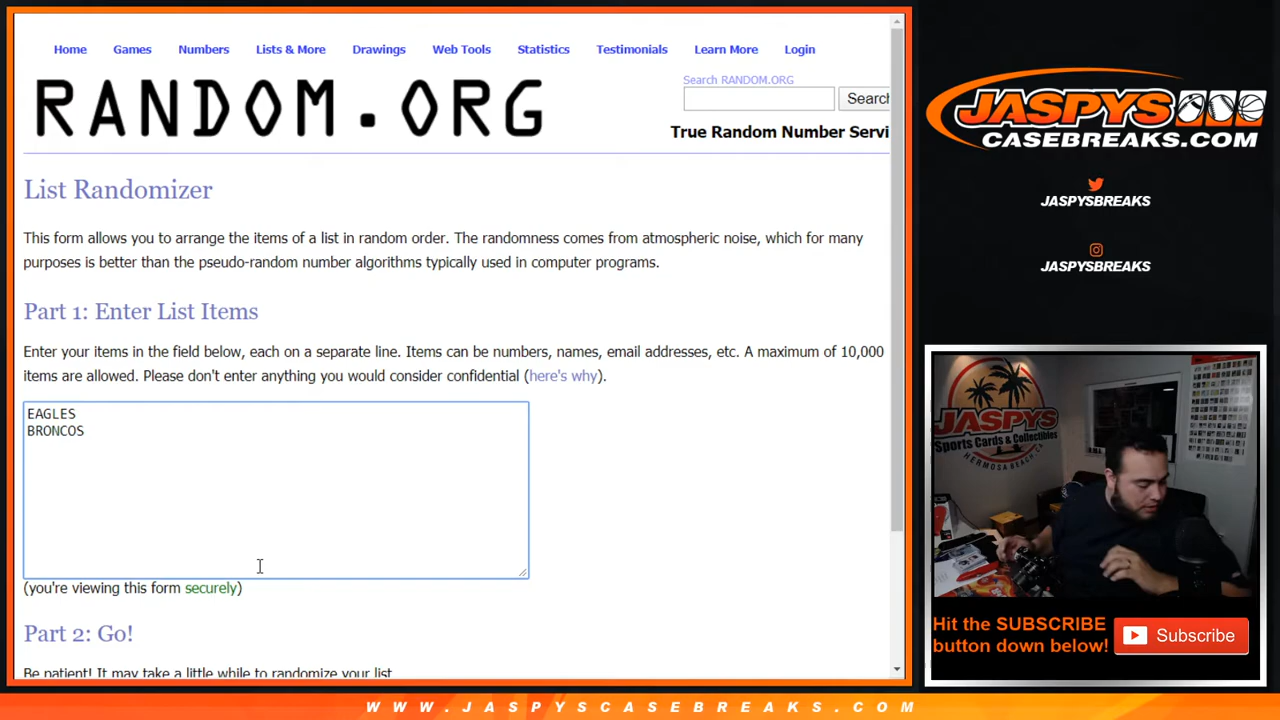 Home Games Numbers Lists & More Drawings Web Tools Statistics Testimonials Learn More Login
Search RANDOM.ORG
RANDOM.ORG
Search
True Random Number Servi
List Randomizer
This form allows you to arrange the items of a list in random order. The randomness comes from atmospheric noise, which for many
purposes is better than the pseudo-random number algorithms typically used in computer programs.
Part 1: Enter List Items
Enter your items in the field below, each on a separate line. Items can be numbers, names, email addresses, etc. A maximum of 10,000
items are allowed. Please don't enter anything you would consider confidential (here's why).
EAGLES
BRONCOS
(you're viewing this form securely)
Part 2: Go!
Be patient! It may take a little while to randomize your list
JASPYS
CASEBREAKS.COM
JASPYSBREAKS
JASPYSBREAKS
JASPYS
Sports Cards & Collectibles
HERMOSA BEACH, CA
Hit the SUBSCRIBE
button down below!
Subscribe
WWW.JASPYSCASEBREAKS.COM